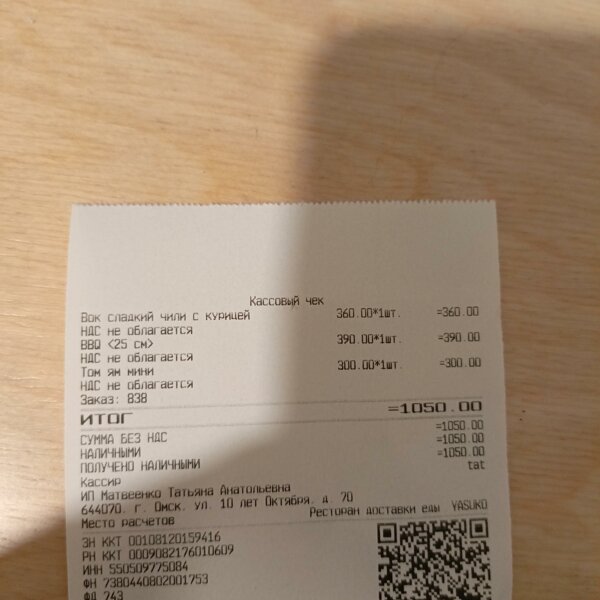 Кассовый чек
Вок сладкий чили с курицей 360.00*1шт. =360.00
НДС не облагается
BBQ <25 см> 390.00*1шт. =390.00
НДС не облагается
Том ям мини 300.00*1шт. =300.00
НДС не облагается
Заказ: 838
ИТОГ =1050.00
СУММА БЕЗ НДС =1050.00
НАЛИЧНЫМИ =1050.00
ПОЛУЧЕНО НАЛИЧНЫМИ =1050.00
Кассир tat
ИП Матвеенко Татьяна Анатольевна
644070. г. Омск. ул. 10 лет Октября. д. 70
Место расчетов Ресторан доставки еды YASUKO
ЗН ККТ 00108120159416
РН ККТ 0009082176010609
ИНН 550509775084
ФН 7380440802001753
ФД 743